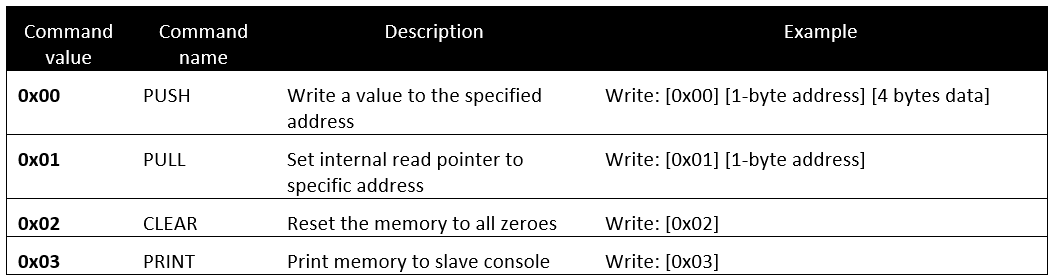 Command value
Command name
Description
Example
0x00
PUSH
Write a value to the specified
address
Write: [0x00] [1-byte address] [4 bytes data]
0x01
PULL
Set internal read pointer to
specific address
Write: [0x01] [1-byte address]
0x02
CLEAR
Reset the memory to all zeroes
Write: [0x02]
0x03
PRINT
Print memory to slave console
Write: [0x03]